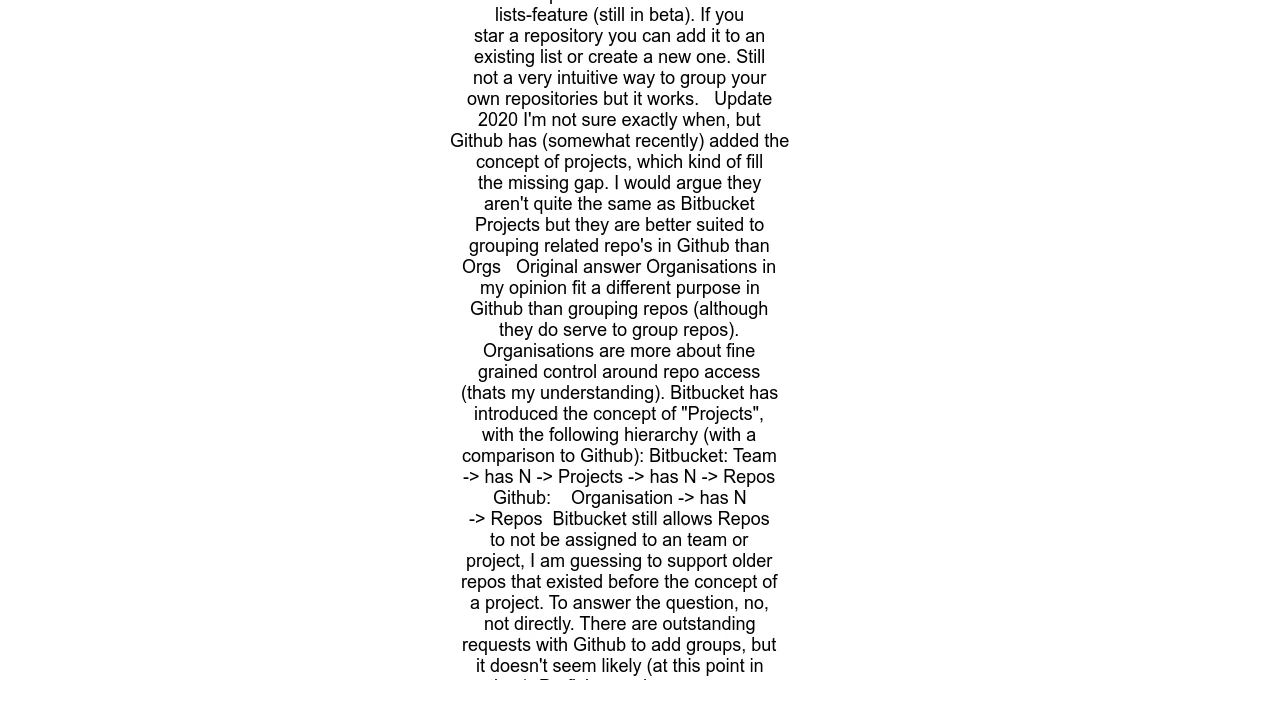 lists-feature (still in beta). If you
star a repository you can add it to an
existing list or create a new one. Still
not a very intuitive way to group your
own repositories but it works.   Update
2020 I'm not sure exactly when, but
Github has (somewhat recently) added the
concept of projects, which kind of fill
the missing gap. I would argue they
aren't quite the same as Bitbucket
Projects but they are better suited to
grouping related repo's in Github than
Orgs   Original answer Organisations in
my opinion fit a different purpose in
Github than grouping repos (although
they do serve to group repos).
Organisations are more about fine
grained control around repo access
(thats my understanding). Bitbucket has
introduced the concept of "Projects",
with the following hierarchy (with a
comparison to Github): Bitbucket: Team
-> has N -> Projects -> has N -> Repos
Github:    Organisation -> has N
-> Repos  Bitbucket still allows Repos
to not be assigned to an team or
project, I am guessing to support older
repos that existed before the concept of
a project. To answer the question, no,
not directly. There are outstanding
requests with Github to add groups, but
it doesn't seem likely (at this point in